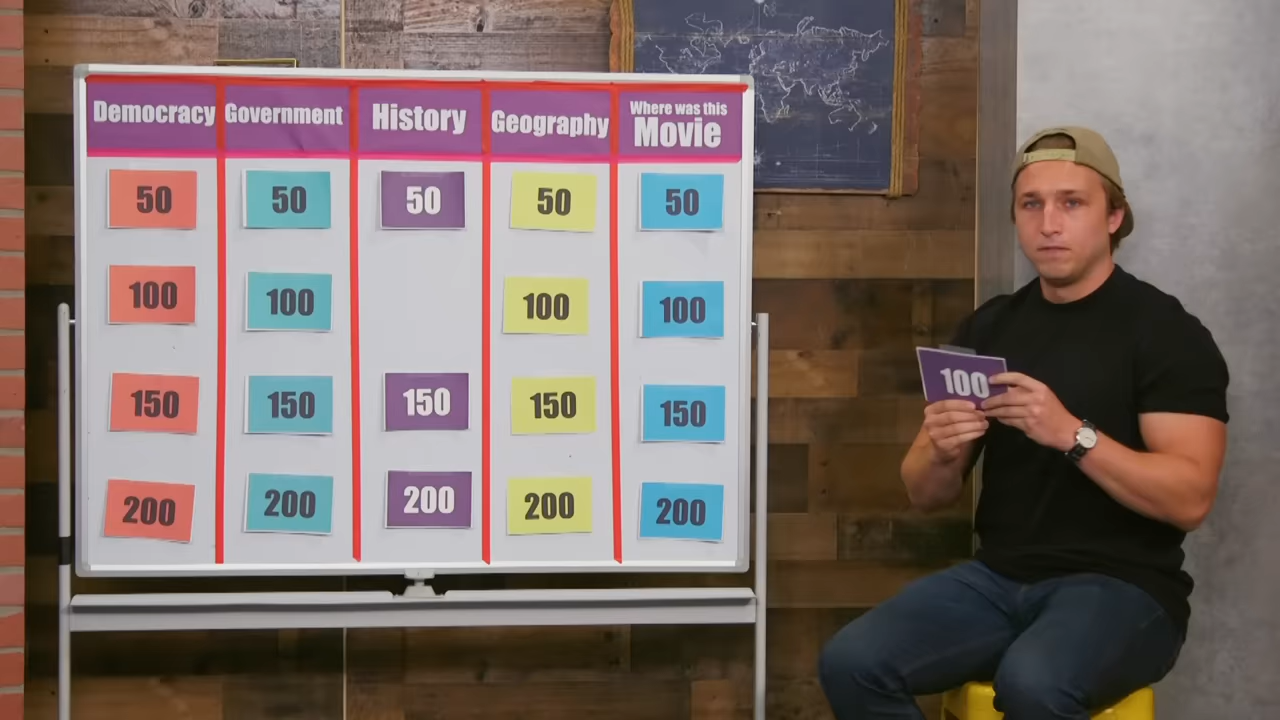 Democracy Government History Geography Where was this
Movie
50 50 50 50 50
100 100 100 100
150 150 150 150 150
200 200 200 200 200
100